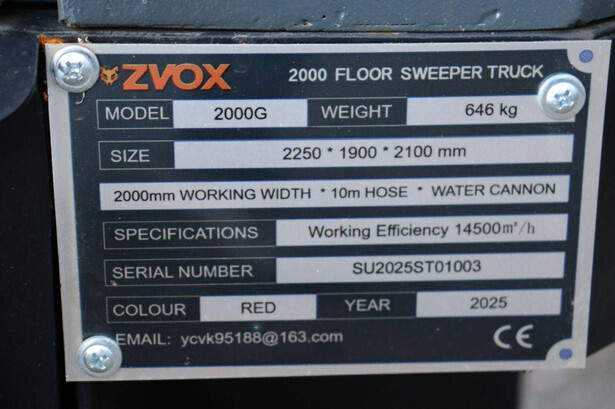 ZVOX 2000 FLOOR SWEEPER TRUCK
MODEL 2000G WEIGHT 646 kg
SIZE 2250 * 1900 * 2100 mm
2000mm WORKING WIDTH * 10m HOSE * WATER CANNON
SPECIFICATIONS Working Efficiency 14500㎡/h
SERIAL NUMBER SU2025ST01003
COLOUR RED YEAR 2025
EMAIL: ycvk95188@163.com CE